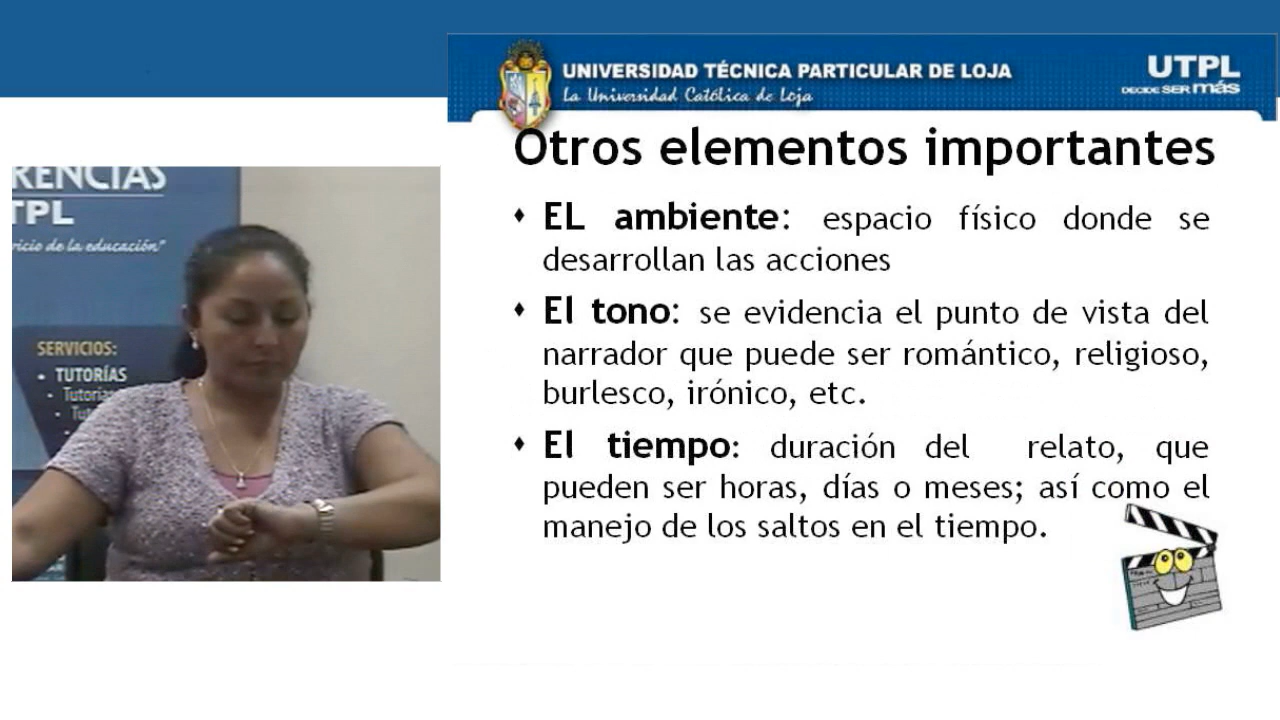 UNIVERSIDAD TÉCNICA PARTICULAR DE LOJA
La Universidad Católica de Loja
UTPL
DECIDE SER más
Otros elementos importantes
EL ambiente: espacio físico donde se
desarrollan las acciones
El tono: se evidencia el punto de vista del
narrador que puede ser romántico, religioso,
burlesco, irónico, etc.
El tiempo: duración del relato, que
pueden ser horas, días o meses; así como el
manejo de los saltos en el tiempo.
RENCIAS
TPL
de la educación"
SERVICIOS:
• TUTORÍAS